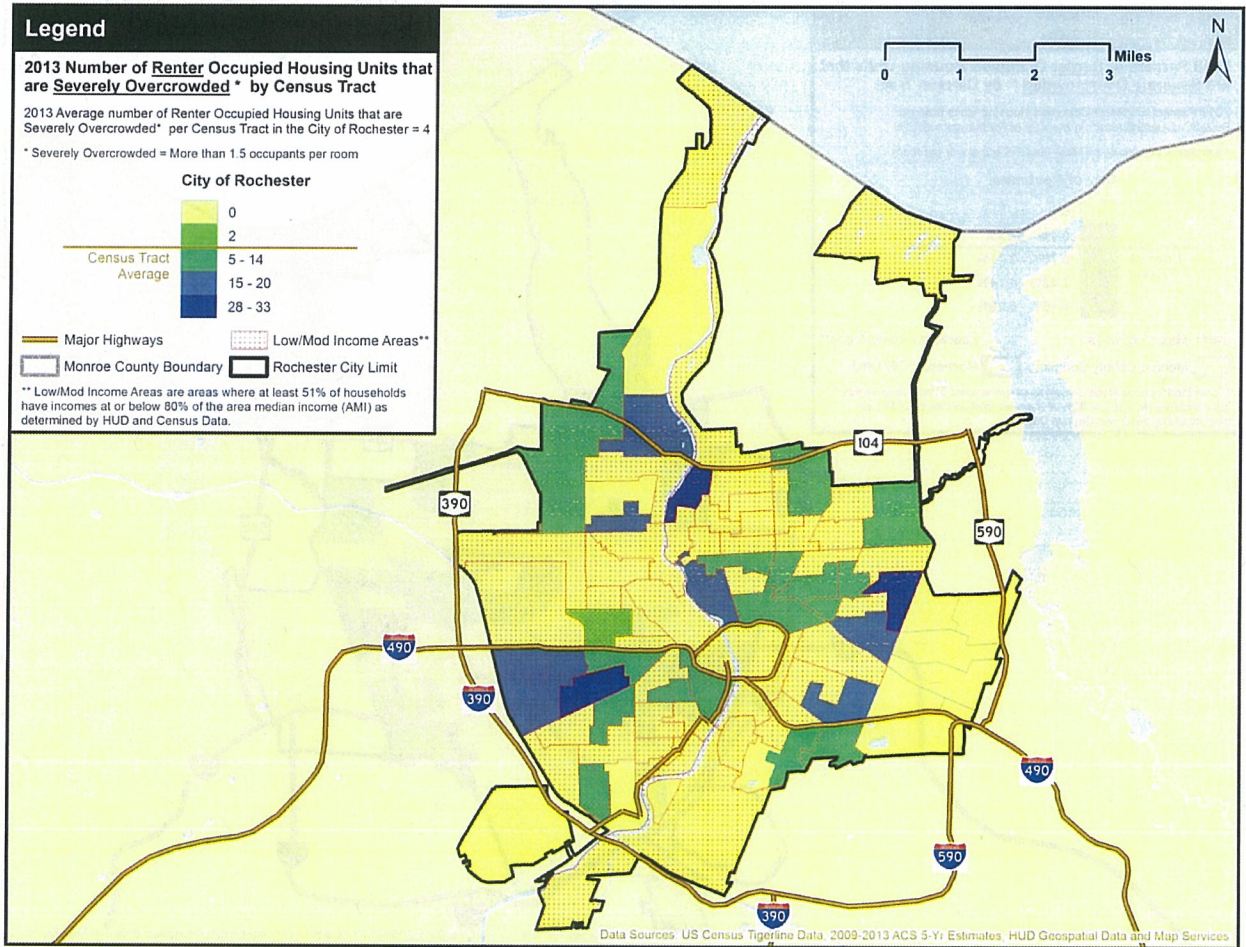 Legend
2013 Number of Renter Occupied Housing Units that
are Severely Overcrowded * by Census Tract
2013 Average number of Renter Occupied Housing Units that are
Severely Overcrowded* per Census Tract in the City of Rochester = 4
* Severely Overcrowded = More than 1.5 occupants per room
City of Rochester
0
2
Census Tract
Average
5 - 14
15 - 20
28 - 33
Major Highways
Low/Mod Income Areas**
Monroe County Boundary
Rochester City Limit
** Low/Mod Income Areas are areas where at least 51% of households
have incomes at or below 80% of the area median income (AMI) as
determined by HUD and Census Data.
N
Miles
0 1 2 3
104
390
590
490
390
490
590
390
Data Sources: US Census Tigerline Data, 2009-2013 ACS 5-Yr Estimates, HUD Geospatial Data and Map Services